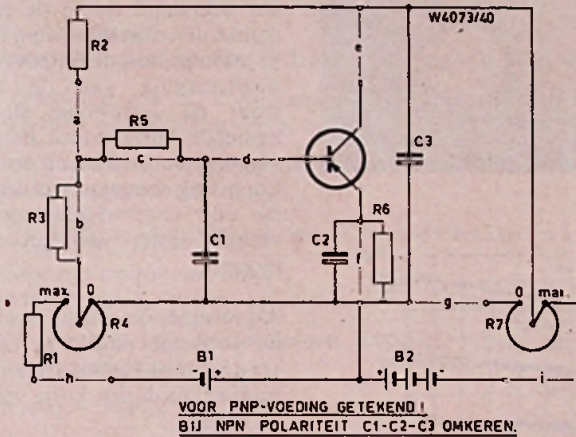 W4073/40
R2
e
a
R5
c
d
C3
R3
b
R6
C1
C2
f
max.
0
R4
g
0
max.
R7
R1
h
B1
+
+
B2
-
i
VOOR PNP-VOEDING GETEKEND!
BIJ NPN POLARITEIT C1-C2-C3 OMKEREN.